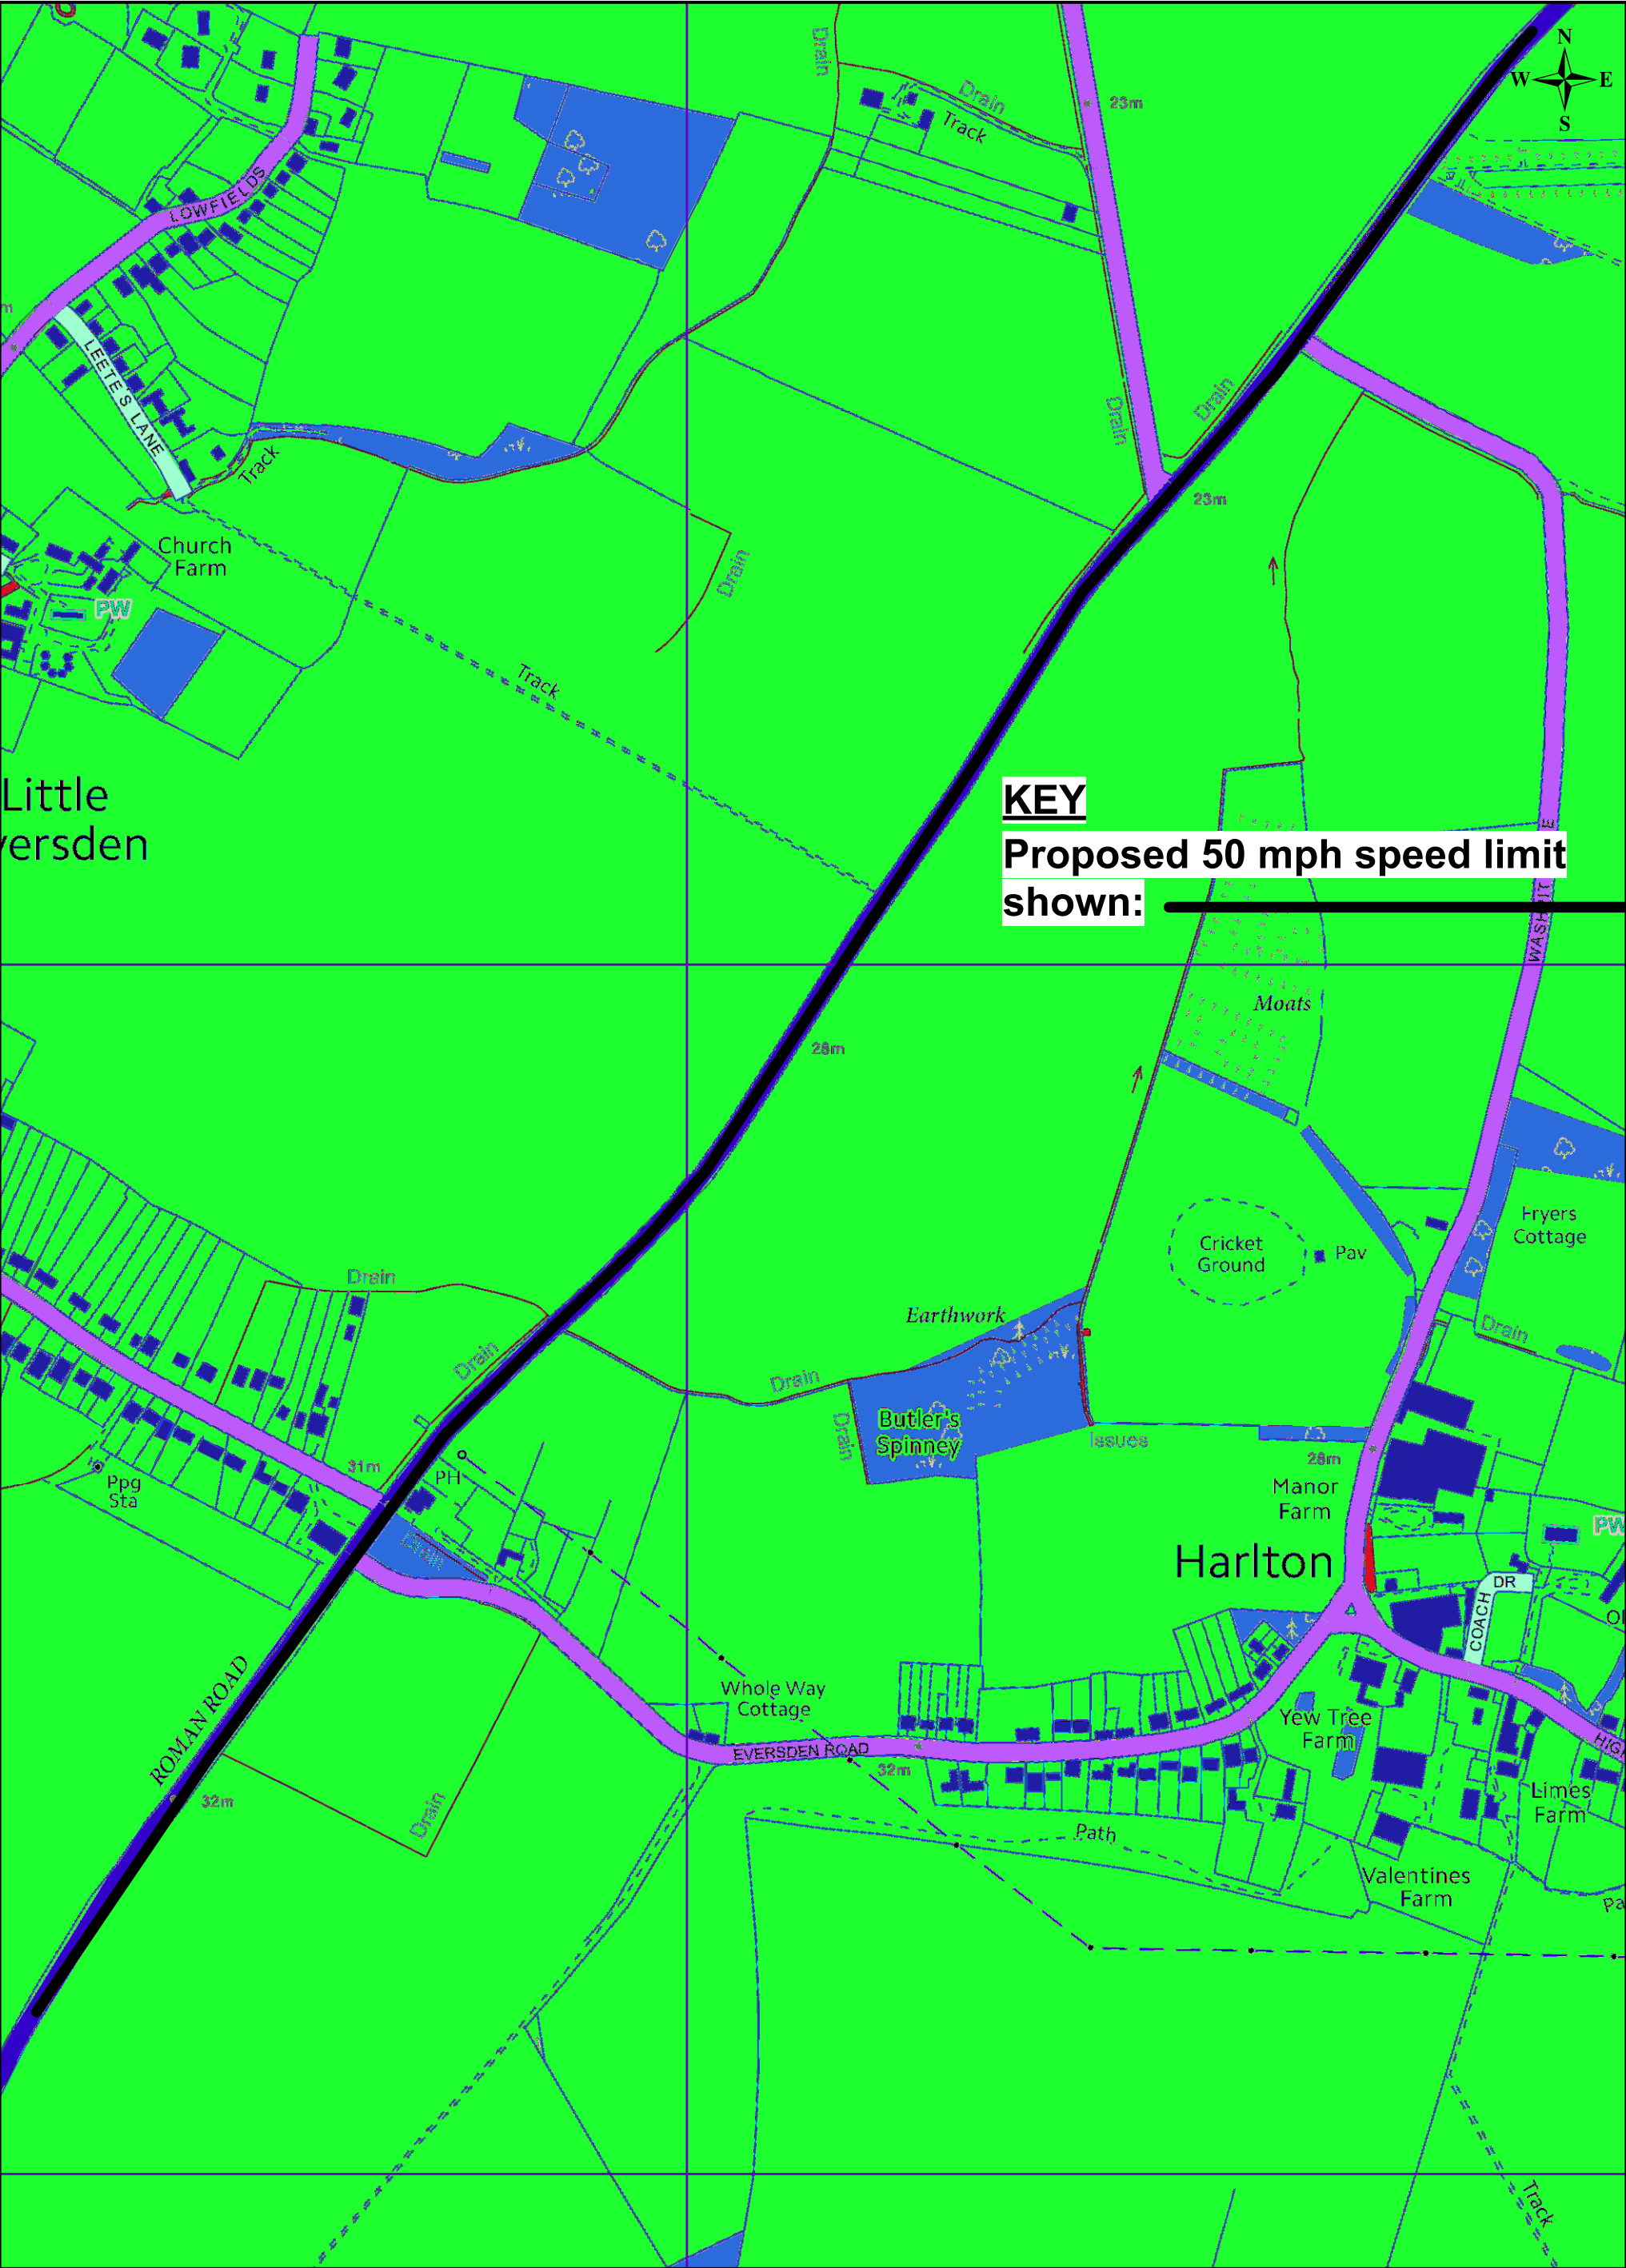 N
W E
S
Drain
Drain
Track
23m
LOWFIELDS
m
LEETE'S LANE
Track
Drain
Drain
23m
Church
Farm
PW
Drain
Track
Little
versden
KEY
Proposed 50 mph speed limit
shown:
Moats
28m
Fryers
Cottage
Cricket
Ground
Pav
Drain
Earthwork
Drain
Drain
Drain
Drain
Butler's
Spinney
Issues
28m
31m
PH
Ppg
Sta
Drain
Manor
Farm
PW
Harlton
COACH DR
ROMAN ROAD
Whole Way
Cottage
EVERSDEN ROAD
32m
Yew Tree
Farm
HIGH
32m
Drain
Limes
Farm
Path
Valentines
Farm
Pa
Track